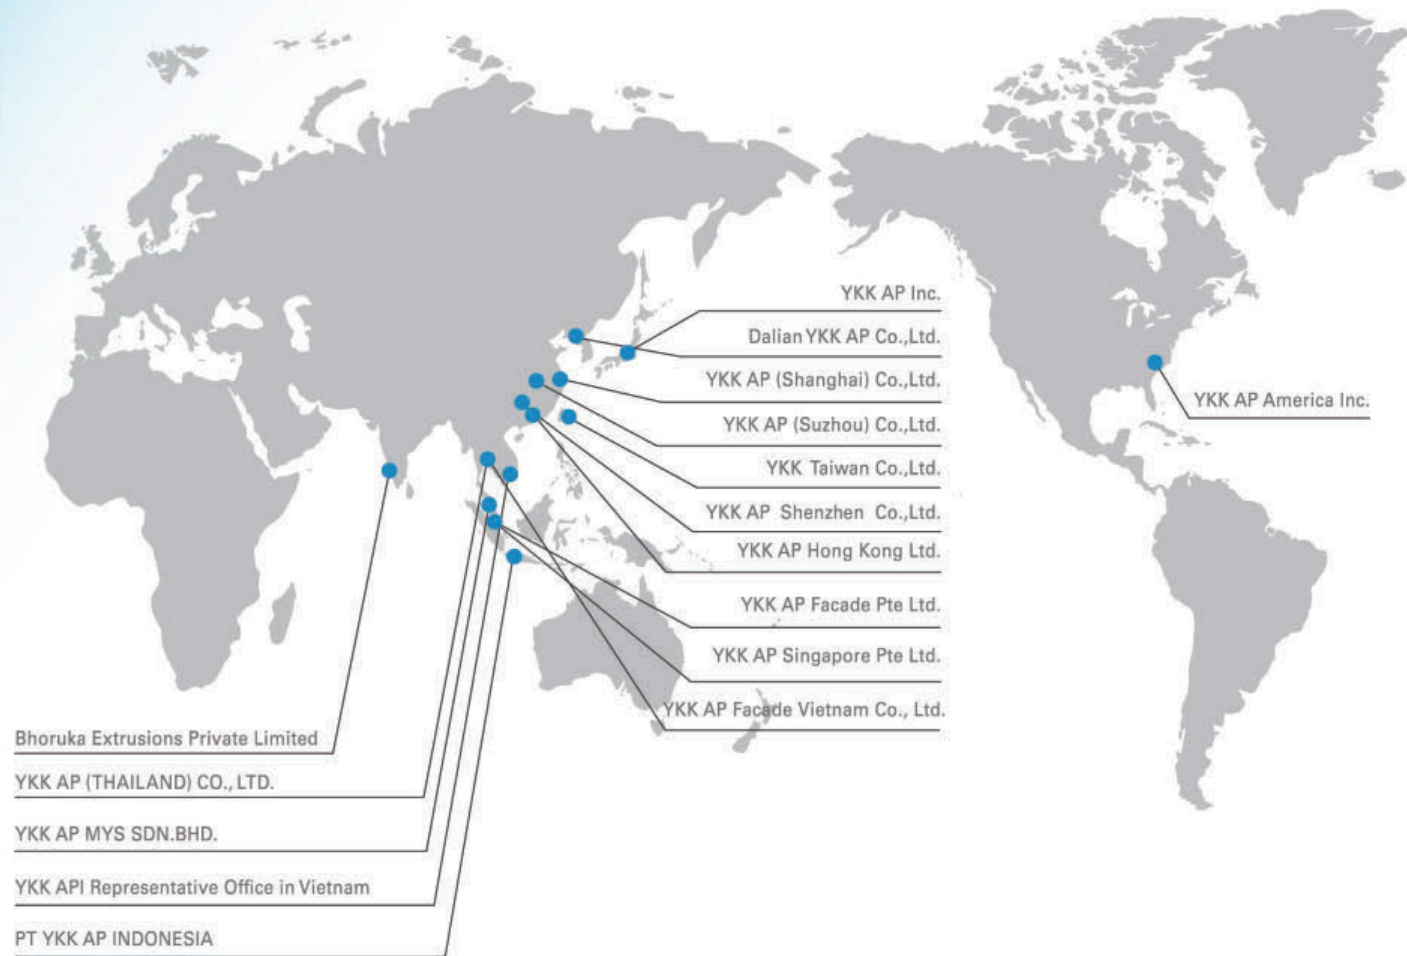 YKK AP Inc.
Dalian YKK AP Co.,Ltd.
YKK AP (Shanghai) Co.,Ltd.
YKK AP America Inc.
YKK AP (Suzhou) Co.,Ltd.
YKK Taiwan Co.,Ltd.
YKK AP Shenzhen Co.,Ltd.
YKK AP Hong Kong Ltd.
YKK AP Facade Pte Ltd.
YKK AP Singapore Pte Ltd.
YKK AP Facade Vietnam Co., Ltd.
Bhoruka Extrusions Private Limited
YKK AP (THAILAND) CO., LTD.
YKK AP MYS SDN.BHD.
YKK API Representative Office in Vietnam
PT YKK AP INDONESIA